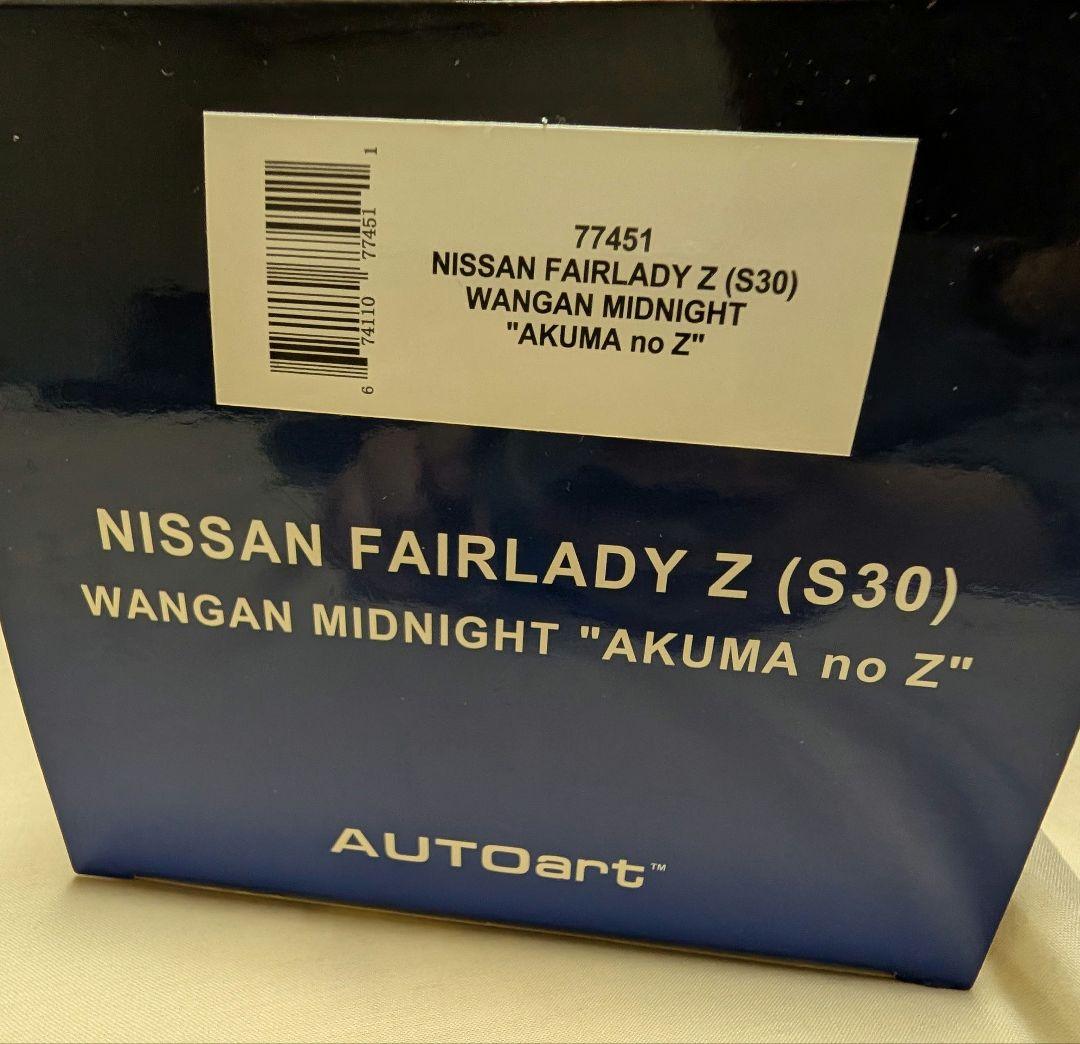 6 74110 77451 1
77451
NISSAN FAIRLADY Z (S30)
WANGAN MIDNIGHT
"AKUMA no Z"
NISSAN FAIRLADY Z (S30)
WANGAN MIDNIGHT "AKUMA no Z"
AUTOart™